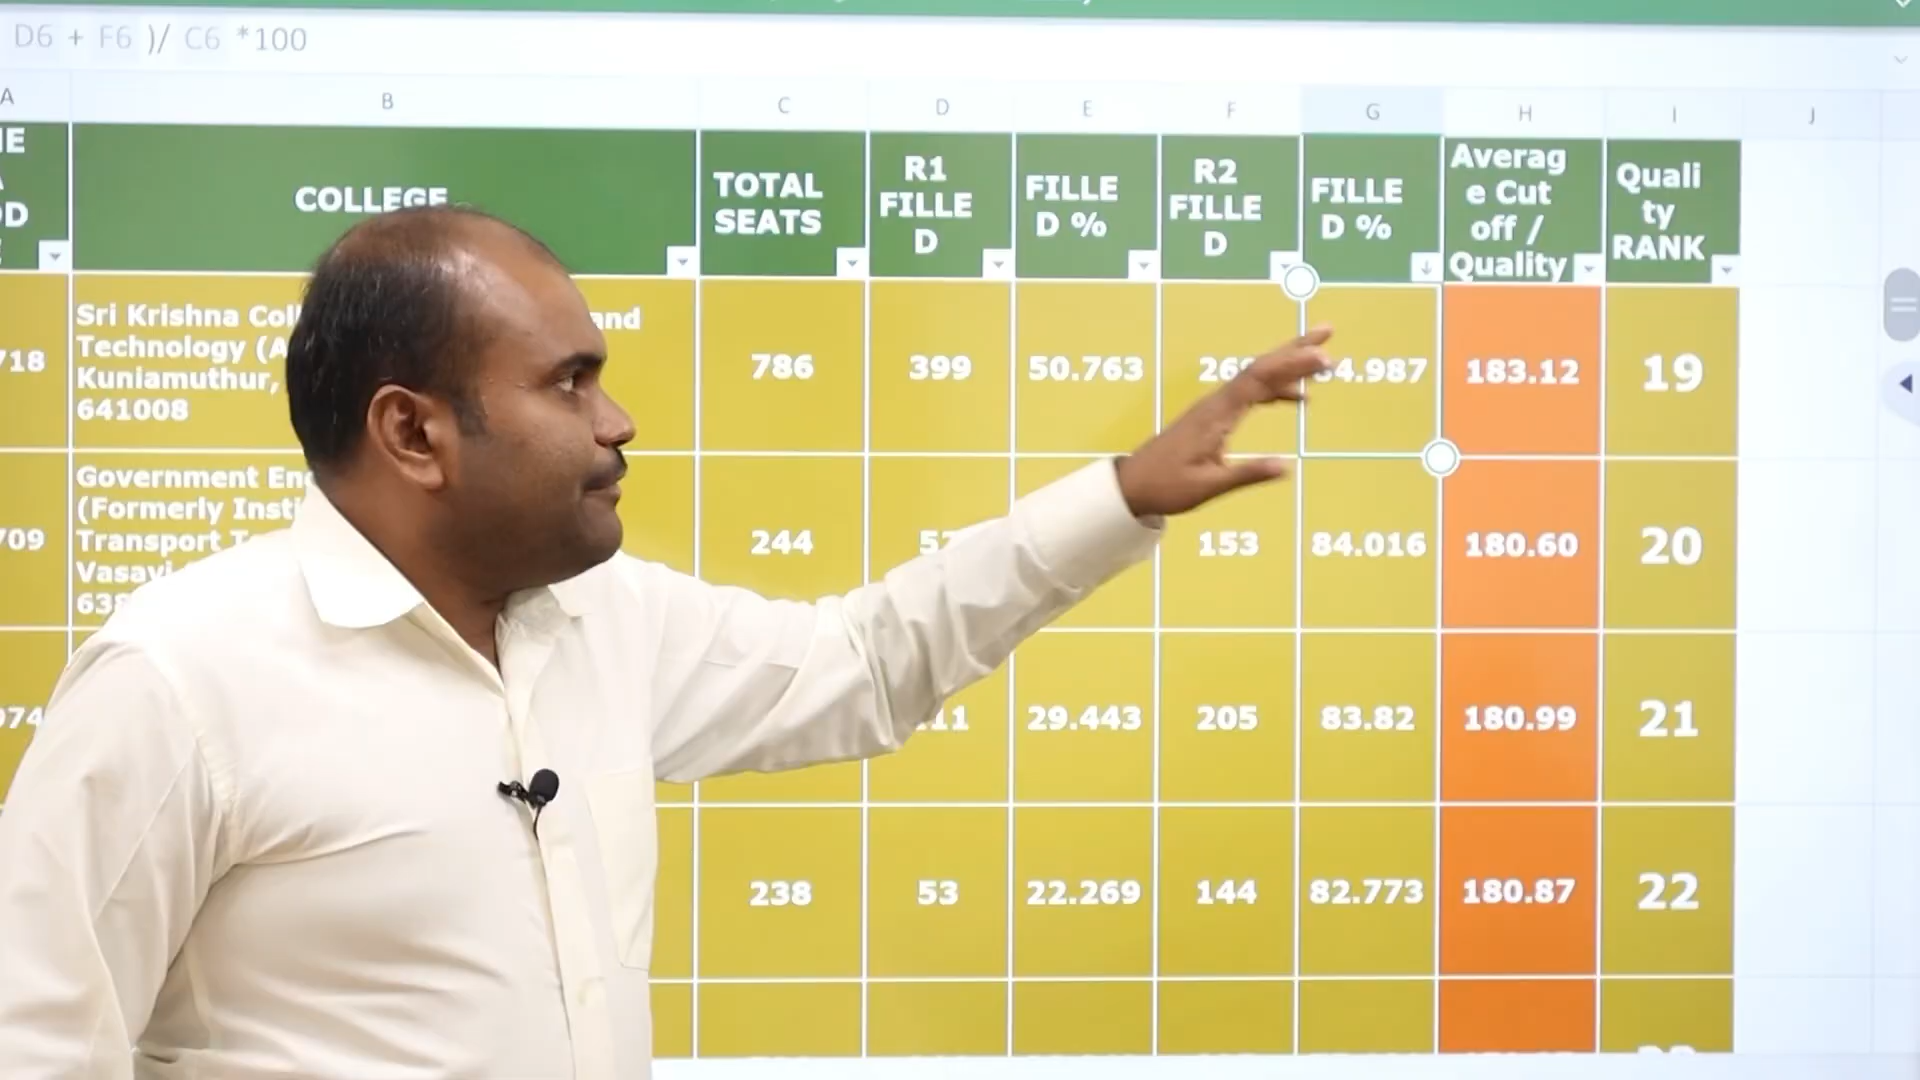 D6 + F6 )/ C6 *100
A B C D E F G H I J
COLLEGE
TOTAL
SEATS
R1
FILLE
D
FILLE
D %
R2
FILLE
D
FILLE
D %
Averag
e Cut
off /
Quality
Quali
ty
RANK
718
Sri Krishna and
Technology
Kuniamuthur,
641008
786 399 50.763 183.12 19
709
Government
(Formerly
Transport
Vasavi
244 153 84.016 180.60 20
29.443 205 83.82 180.99 21
238 53 22.269 144 82.773 180.87 22